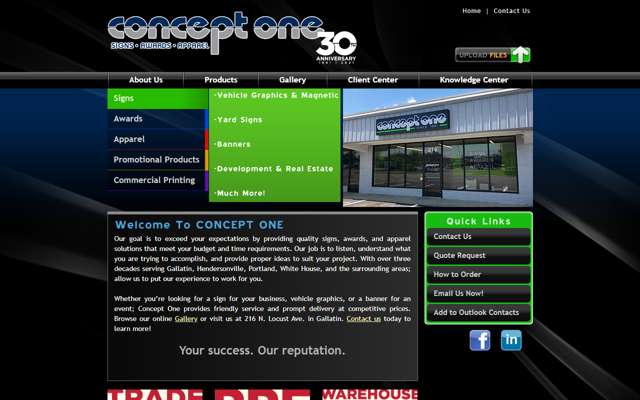 Home | Contact Us
concept one
SIGNS • AWARDS • APPAREL
30
ANNIVERSARY
UPLOAD FILES
About Us
Products
Gallery
Client Center
Knowledge Center
Signs
Awards
Apparel
Promotional Products
Commercial Printing
·Vehicle Graphics & Magnetic
·Yard Signs
·Banners
·Development & Real Estate
·Much More!
concept one
Welcome To CONCEPT ONE
Our goal is to exceed your expectations by providing quality signs, awards, and apparel
solutions that meet your budget and time requirements. Our job is to listen, understand what
you are trying to accomplish, and provide proper ideas to suit your project. With over three
decades serving Gallatin, Hendersonville, Portland, White House, and the surrounding areas;
allow us to put our experience to work for you.
Whether you're looking for a sign for your business, vehicle graphics, or a banner for an
event; Concept One provides friendly service and prompt delivery at competitive prices.
Browse our online Gallery or visit us at 216 N. Locust Ave. in Gallatin. Contact us today to
learn more!
Your success. Our reputation.
Quick Links
Contact Us
Quote Request
How to Order
Email Us Now!
Add to Outlook Contacts
f
in
TRADE
WAREHOUSE